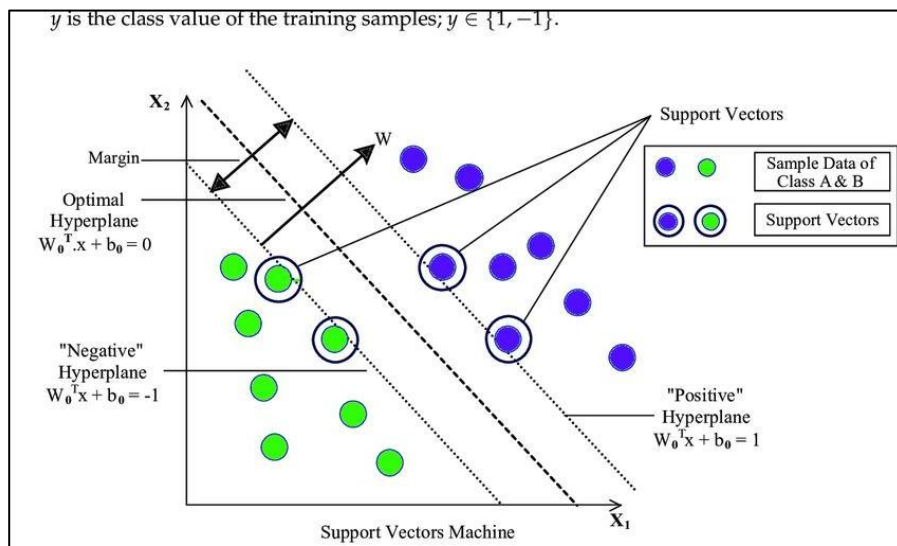 y is the class value of the training samples; y ∈ {1, −1}.
X₂
W
Support Vectors
Margin
Optimal
Hyperplane
W₀ᵀ.x + b₀ = 0
Sample Data of
Class A & B
Support Vectors
"Negative"
Hyperplane
W₀ᵀx + b₀ = -1
"Positive"
Hyperplane
W₀ᵀx + b₀ = 1
X₁
Support Vectors Machine